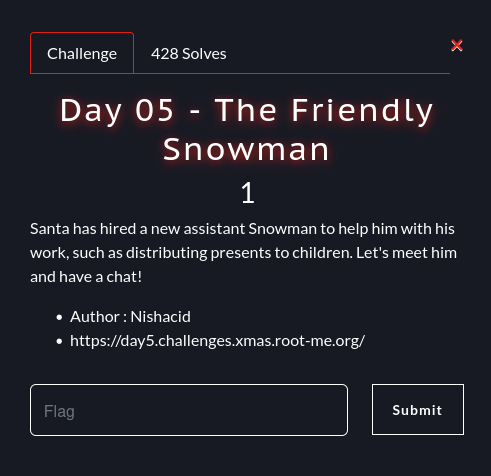 Challenge
428 Solves
×
Day 05 - The Friendly
Snowman
1
Santa has hired a new assistant Snowman to help him with his
work, such as distributing presents to children. Let's meet him
and have a chat!
• Author : Nishacid
• https://day5.challenges.xmas.root-me.org/
Flag
Submit